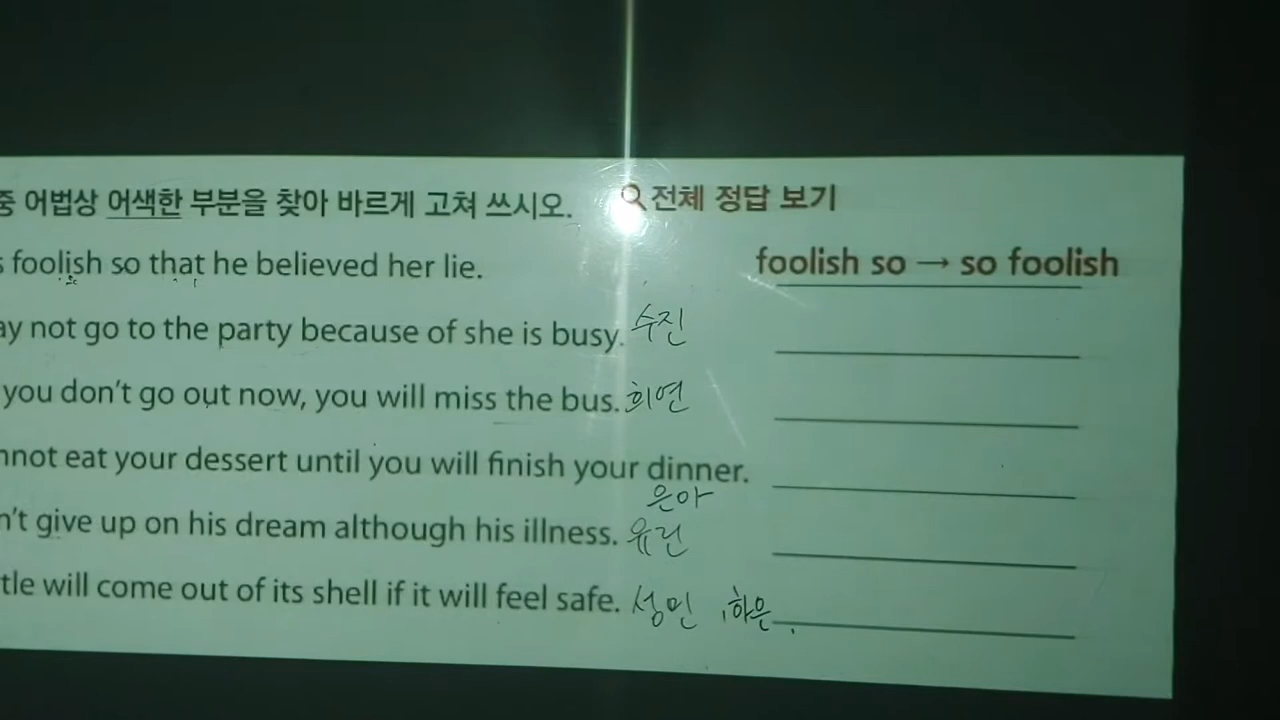 중 어법상 어색한 부분을 찾아 바르게 고쳐 쓰시오. 전체 정답 보기
foolish so that he believed her lie. foolish so → so foolish
not go to the party because of she is busy. 수진
you don't go out now, you will miss the bus. 희연
eat your dessert until you will finish your dinner.
은아
give up on his dream although his illness. 유린
will come out of its shell if it will feel safe. 성민 하은